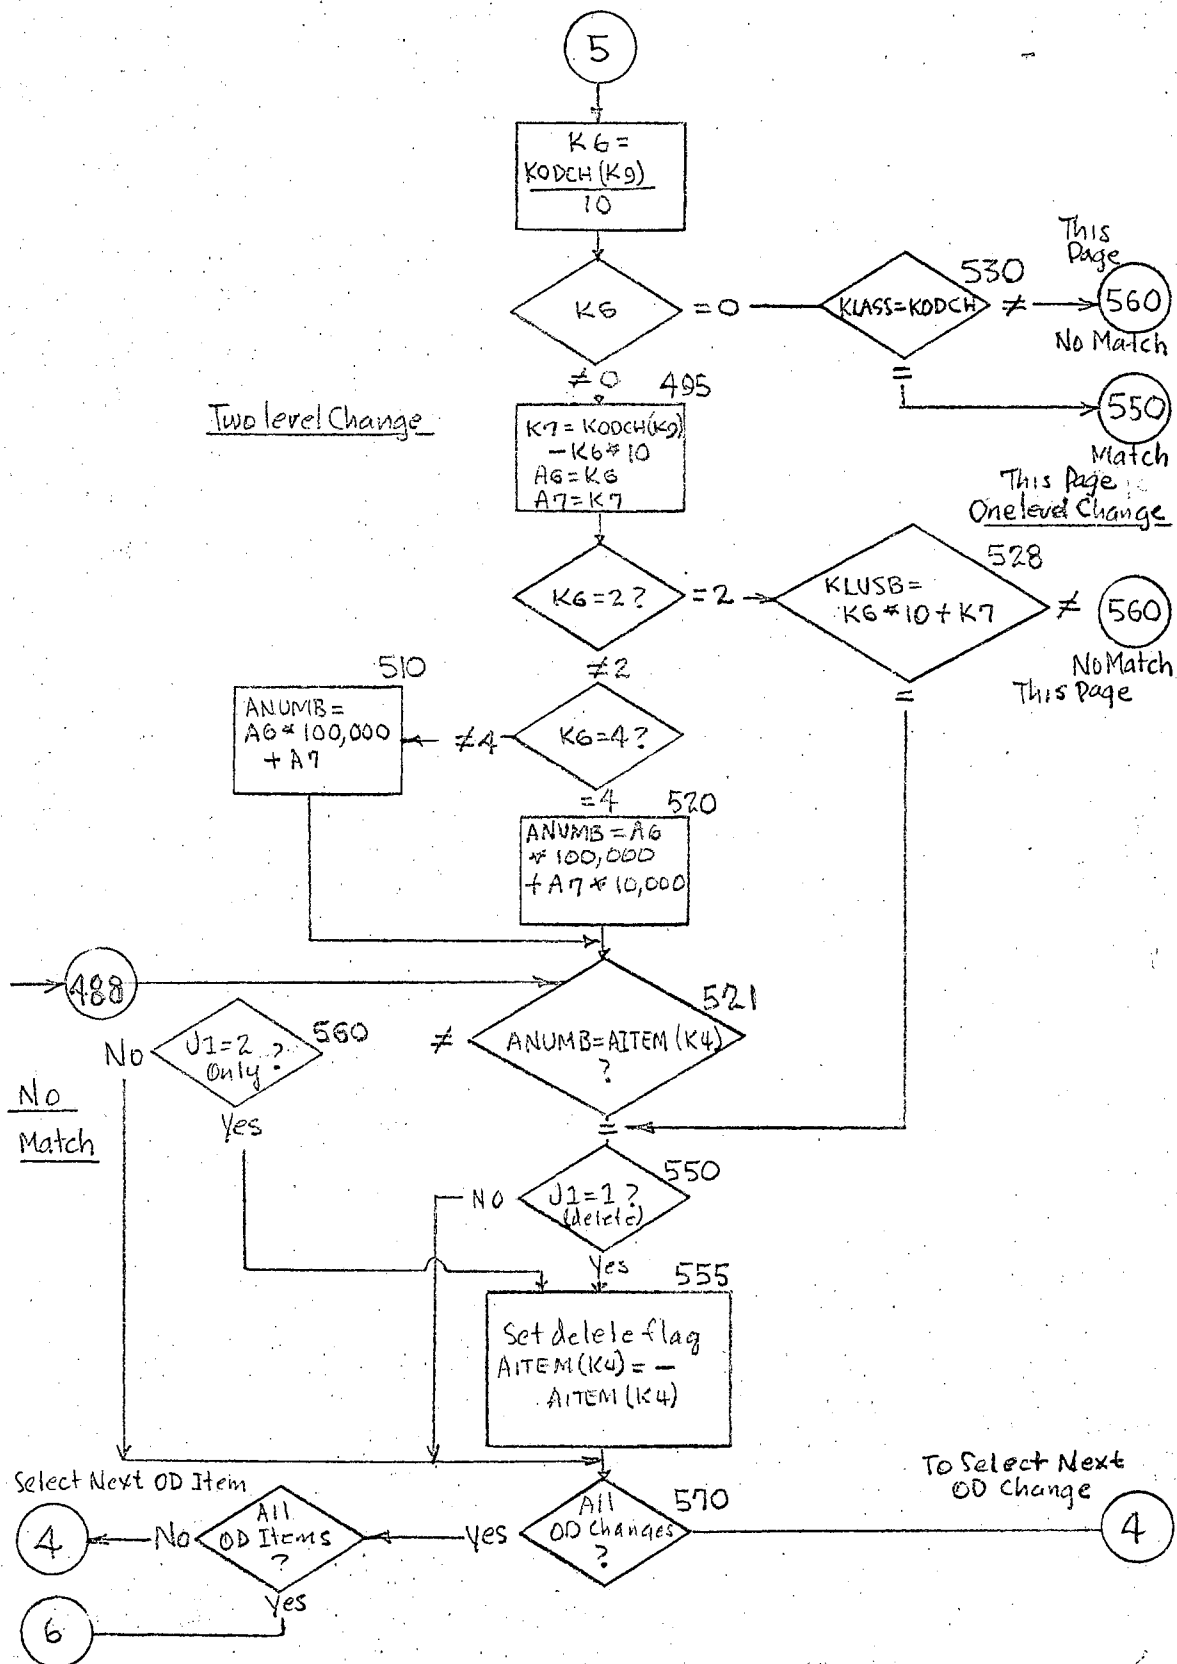 5
K6=
KODCH(K9)
10
K6
=0
530
KLASS=KODCH
≠
This
Page
560
No Match
=
550
Match
This Page
One level Change
≠0
495
Two level Change
K7=KODCH(K9)
-K6*10
A6=K6
A7=K7
K6=2?
=2
528
KLUSB=
K6*10+K7
≠
560
No Match
This Page
=
≠2
510
ANUMB=
A6*100,000
+A7
≠4
K6=4?
=4
520
ANUMB=A6
*100,000
+A7*10,000
488
521
ANUMB=AITEM(K4)
?
≠
=
560
J1=2
Only?
No
Yes
No
Match
550
J1=1?
(delete)
NO
Yes
555
Set delele flag
AITEM(K4)=-
AITEM(K4)
Select Next OD Item
4
No
All
OD Items
?
Yes
6
Yes
570
All
OD Changes
?
To Select Next
OD Change
4